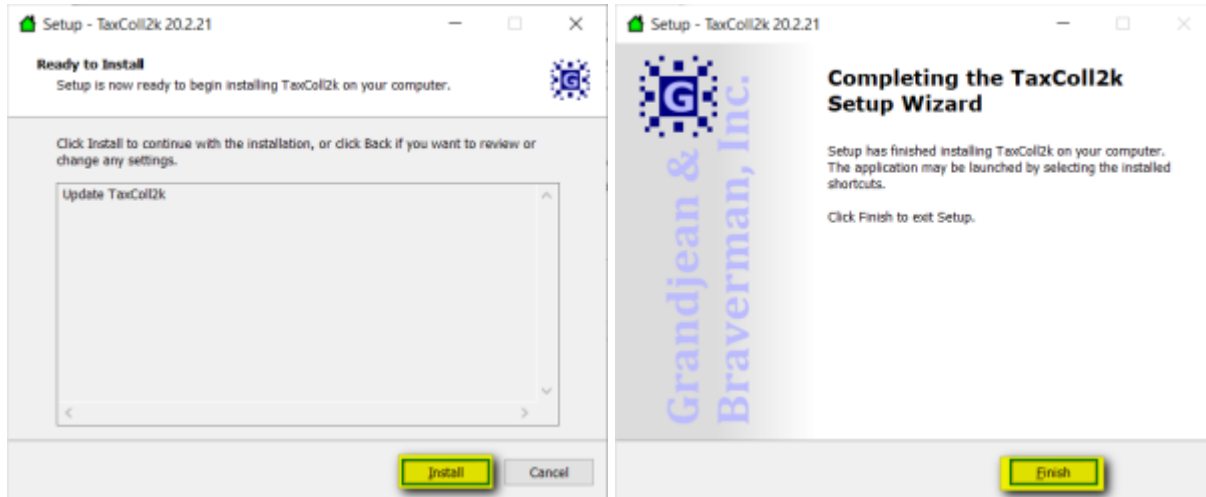 Setup - TaxColl2k 20.2.21
Ready to Install
Setup is now ready to begin installing TaxColl2k on your computer.
G
Click Install to continue with the installation, or click Back if you want to review or
change any settings.
Update TaxColl2k
Install
Cancel
Setup - TaxColl2k 20.2.21
G
Grandjean &
Braverman, Inc.
Completing the TaxColl2k
Setup Wizard
Setup has finished installing TaxColl2k on your computer.
The application may be launched by selecting the installed
shortcuts.
Click Finish to exit Setup.
Finish